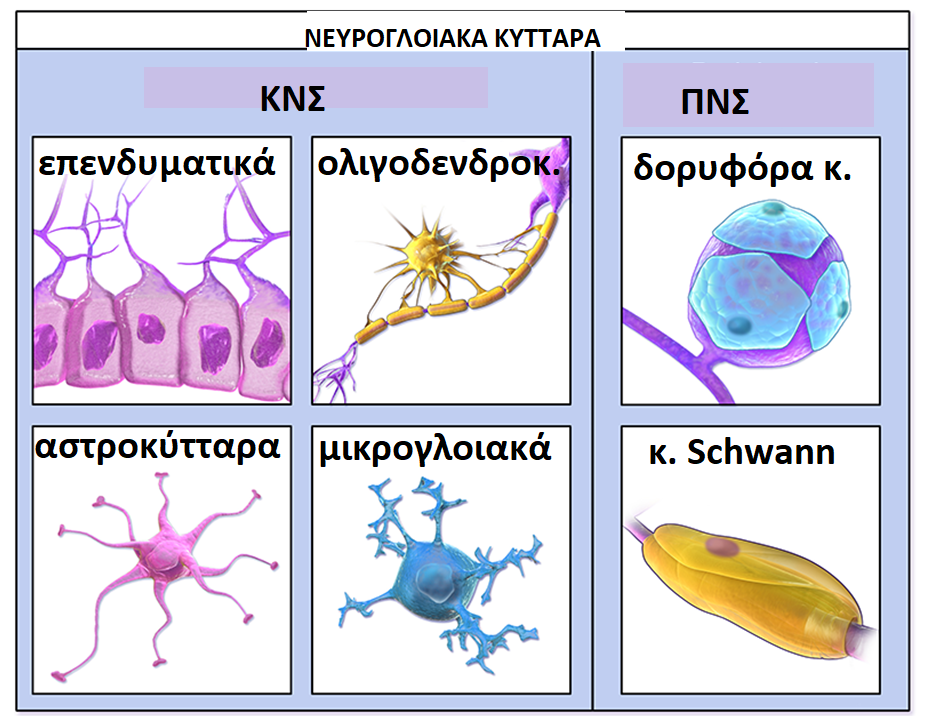 ΝΕΥΡΟΓΛΟΙΑΚΑ ΚΥΤΤΑΡΑ
ΚΝΣ
ΠΝΣ
επενδυματικά
ολιγοδενδροκ.
δορυφόρα κ.
αστροκύτταρα
μικρογλοιακά
κ. Schwann